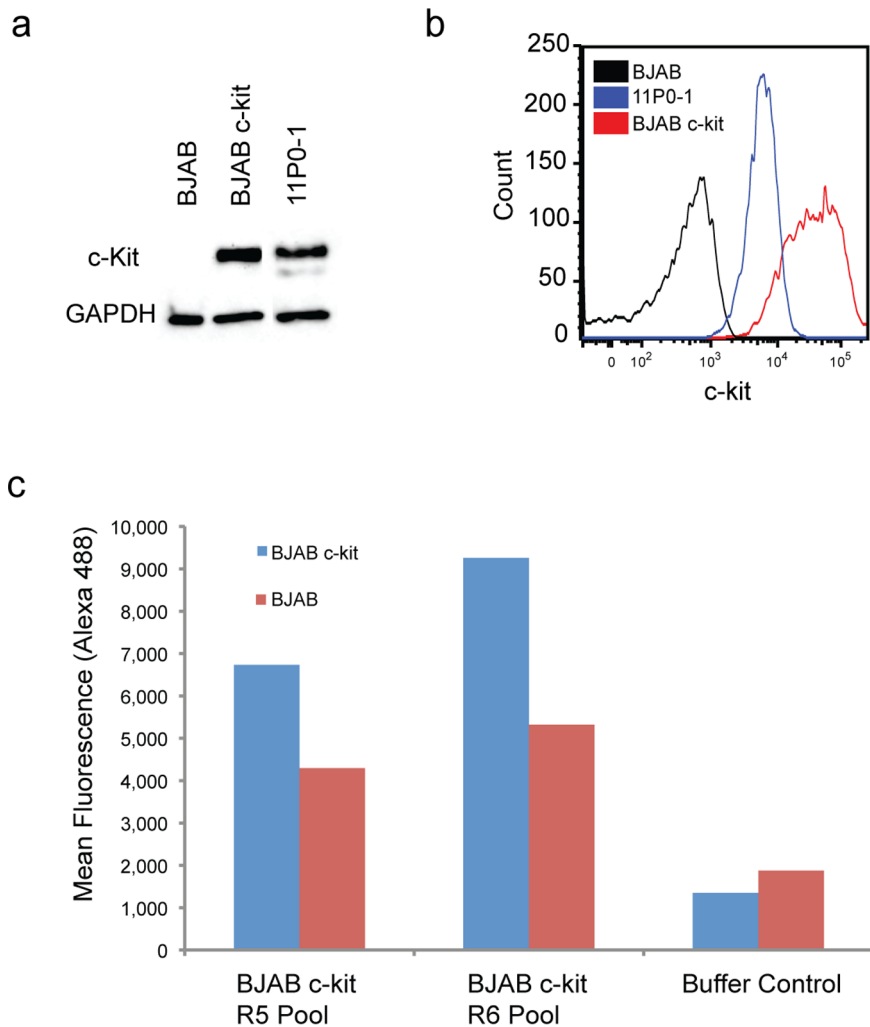 a
BJAB
BJAB c-kit
11P0-1
c-Kit
GAPDH
b
250
200
150
100
50
0
Count
BJAB
11P0-1
BJAB c-kit
0 10² 10³ 10⁴ 10⁵
c-kit
c
Mean Fluorescence (Alexa 488)
10,000
9,000
8,000
7,000
6,000
5,000
4,000
3,000
2,000
1,000
0
BJAB c-kit
BJAB
BJAB c-kit
R5 Pool
BJAB c-kit
R6 Pool
Buffer Control